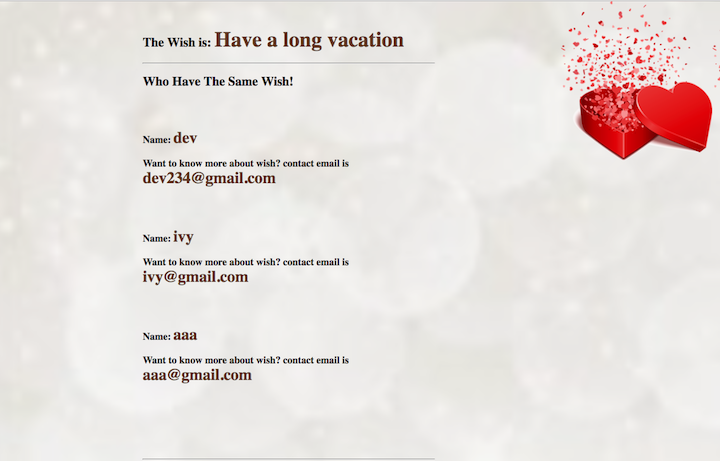 The Wish is: Have a long vacation
Who Have The Same Wish!
Name: dev
Want to know more about wish? contact email is
dev234@gmail.com
Name: ivy
Want to know more about wish? contact email is
ivy@gmail.com
Name: aaa
Want to know more about wish? contact email is
aaa@gmail.com